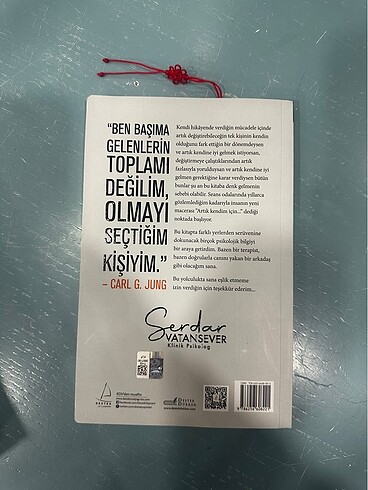 "BEN BAŞIMA
GELENLERİN
TOPLAMI
DEĞİLİM,
OLMAYI
SEÇTİĞİM
KİŞİYİM."
– CARL G. JUNG
Kendi hikâyende verdiğin mücadele içinde
artık değiştirebileceğin tek kişinin kendin
olduğunu fark ettiğin bir dönemdeysen
ve artık kendine iyi gelmek istiyorsan,
değiştirmeye çalıştıklarından artık
fazlasıyla yorulduysan ve artık kendine iyi
gelmen gerektiğine karar verdiysen bütün
bunlar şu an bu kitaba denk gelmenin
sebebi olabilir. Seans odalarında yıllarca
gözlemlediğim kadarıyla insanın yeni
macerası "Artık kendim için..." dediği
noktada başlıyor.
Bu kitapta farklı yerlerden serüvenine
dokunacak birçok psikolojik bilgiyi
bir araya getirdim. Bazen bir terapist,
bazen doğrularla canını yakan bir arkadaş
gibi olacağım sana.
Bu yolculukta sana eşlik etmeme
izin verdiğin için teşekkür ederim...
Serdar
VATANSEVER
Klinik Psikolog
DESTEK